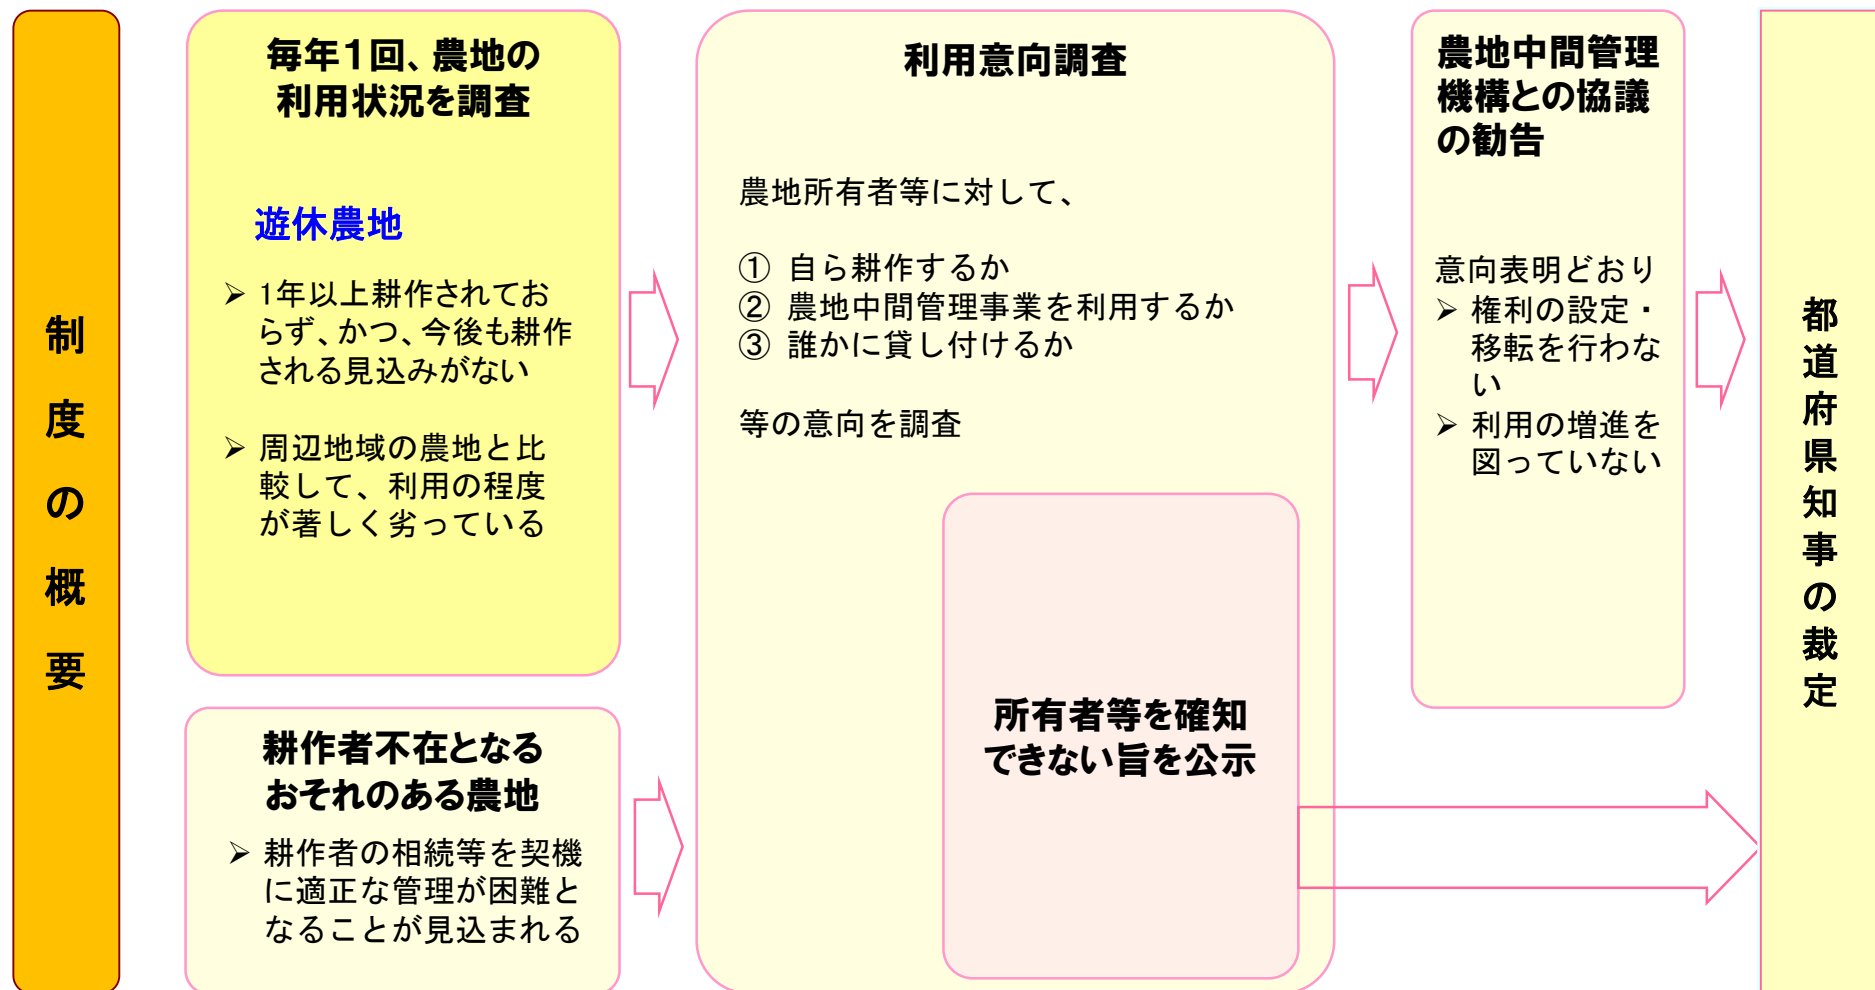 制度の概要
毎年1回、農地の
利用状況を調査
遊休農地
➢ 1年以上耕作されてお
らず、かつ、今後も耕作
される見込みがない
➢ 周辺地域の農地と比
較して、利用の程度
が著しく劣っている
耕作者不在となる
おそれのある農地
➢ 耕作者の相続等を契機
に適正な管理が困難と
なることが見込まれる
利用意向調査
農地所有者等に対して、
① 自ら耕作するか
② 農地中間管理事業を利用するか
③ 誰かに貸し付けるか
等の意向を調査
所有者等を確知
できない旨を公示
農地中間管理
機構との協議
の勧告
意向表明どおり
➢ 権利の設定・
移転を行わな
い
➢ 利用の増進を
図っていない
都道府県知事の裁定